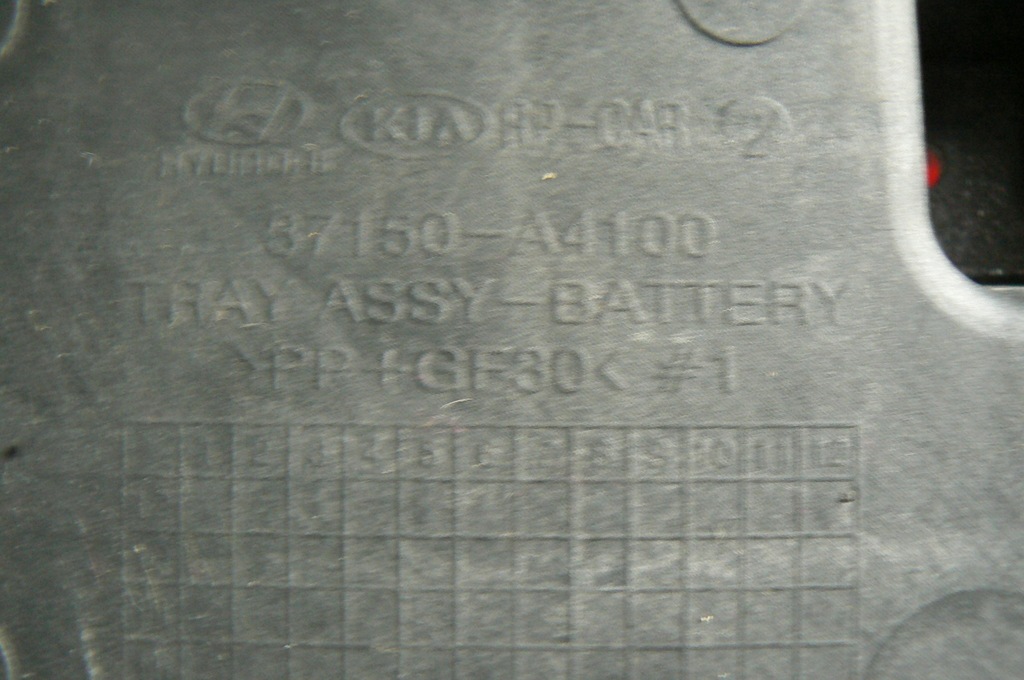 HYUNDAI KIA RP-CAR 2
37150-A4100
TRAY ASSY-BATTERY
>PP+GF30< #1
1 2 3 4 5 6 7 8 9 10 11 12